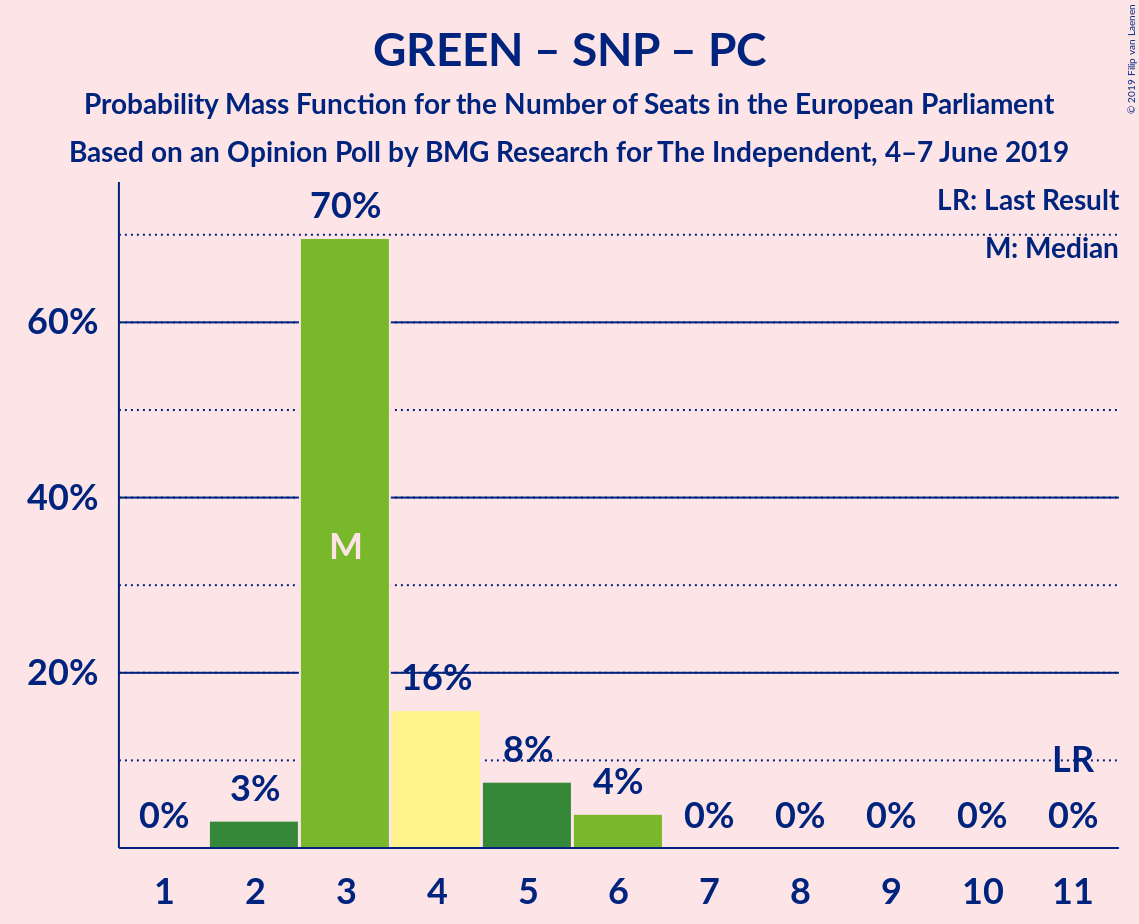 GREEN – SNP – PC
Probability Mass Function for the Number of Seats in the European Parliament
Based on an Opinion Poll by BMG Research for The Independent, 4–7 June 2019
© 2019 Filip van Laenen
LR: Last Result
M: Median
70%
60%
M
40%
20%
16%
8%
LR
3%
4%
0%
0%
0%
0%
0%
0%
1 2 3 4 5 6 7 8 9 10 11